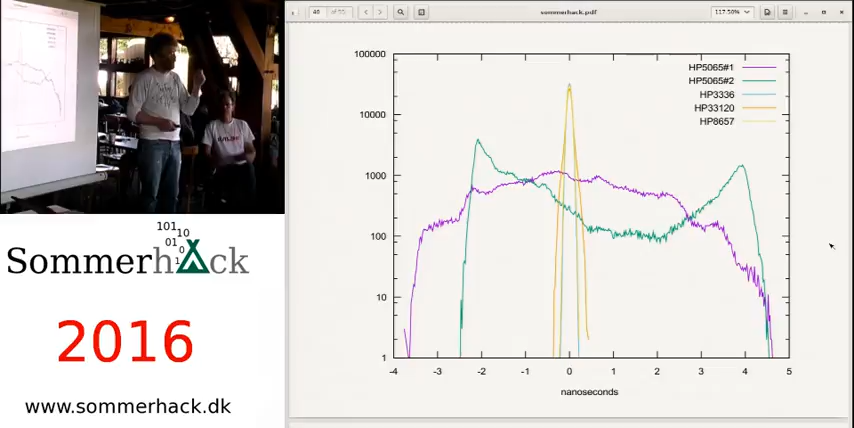 101
10
01
0
1
Sommerhack
2016
www.sommerhack.dk
40
sommerhack.pdf
117.50%
100000
10000
1000
100
10
1
HP5065#1
HP5065#2
HP3336
HP33120
HP8657
-4 -3 -2 -1 0 1 2 3 4 5
nanoseconds